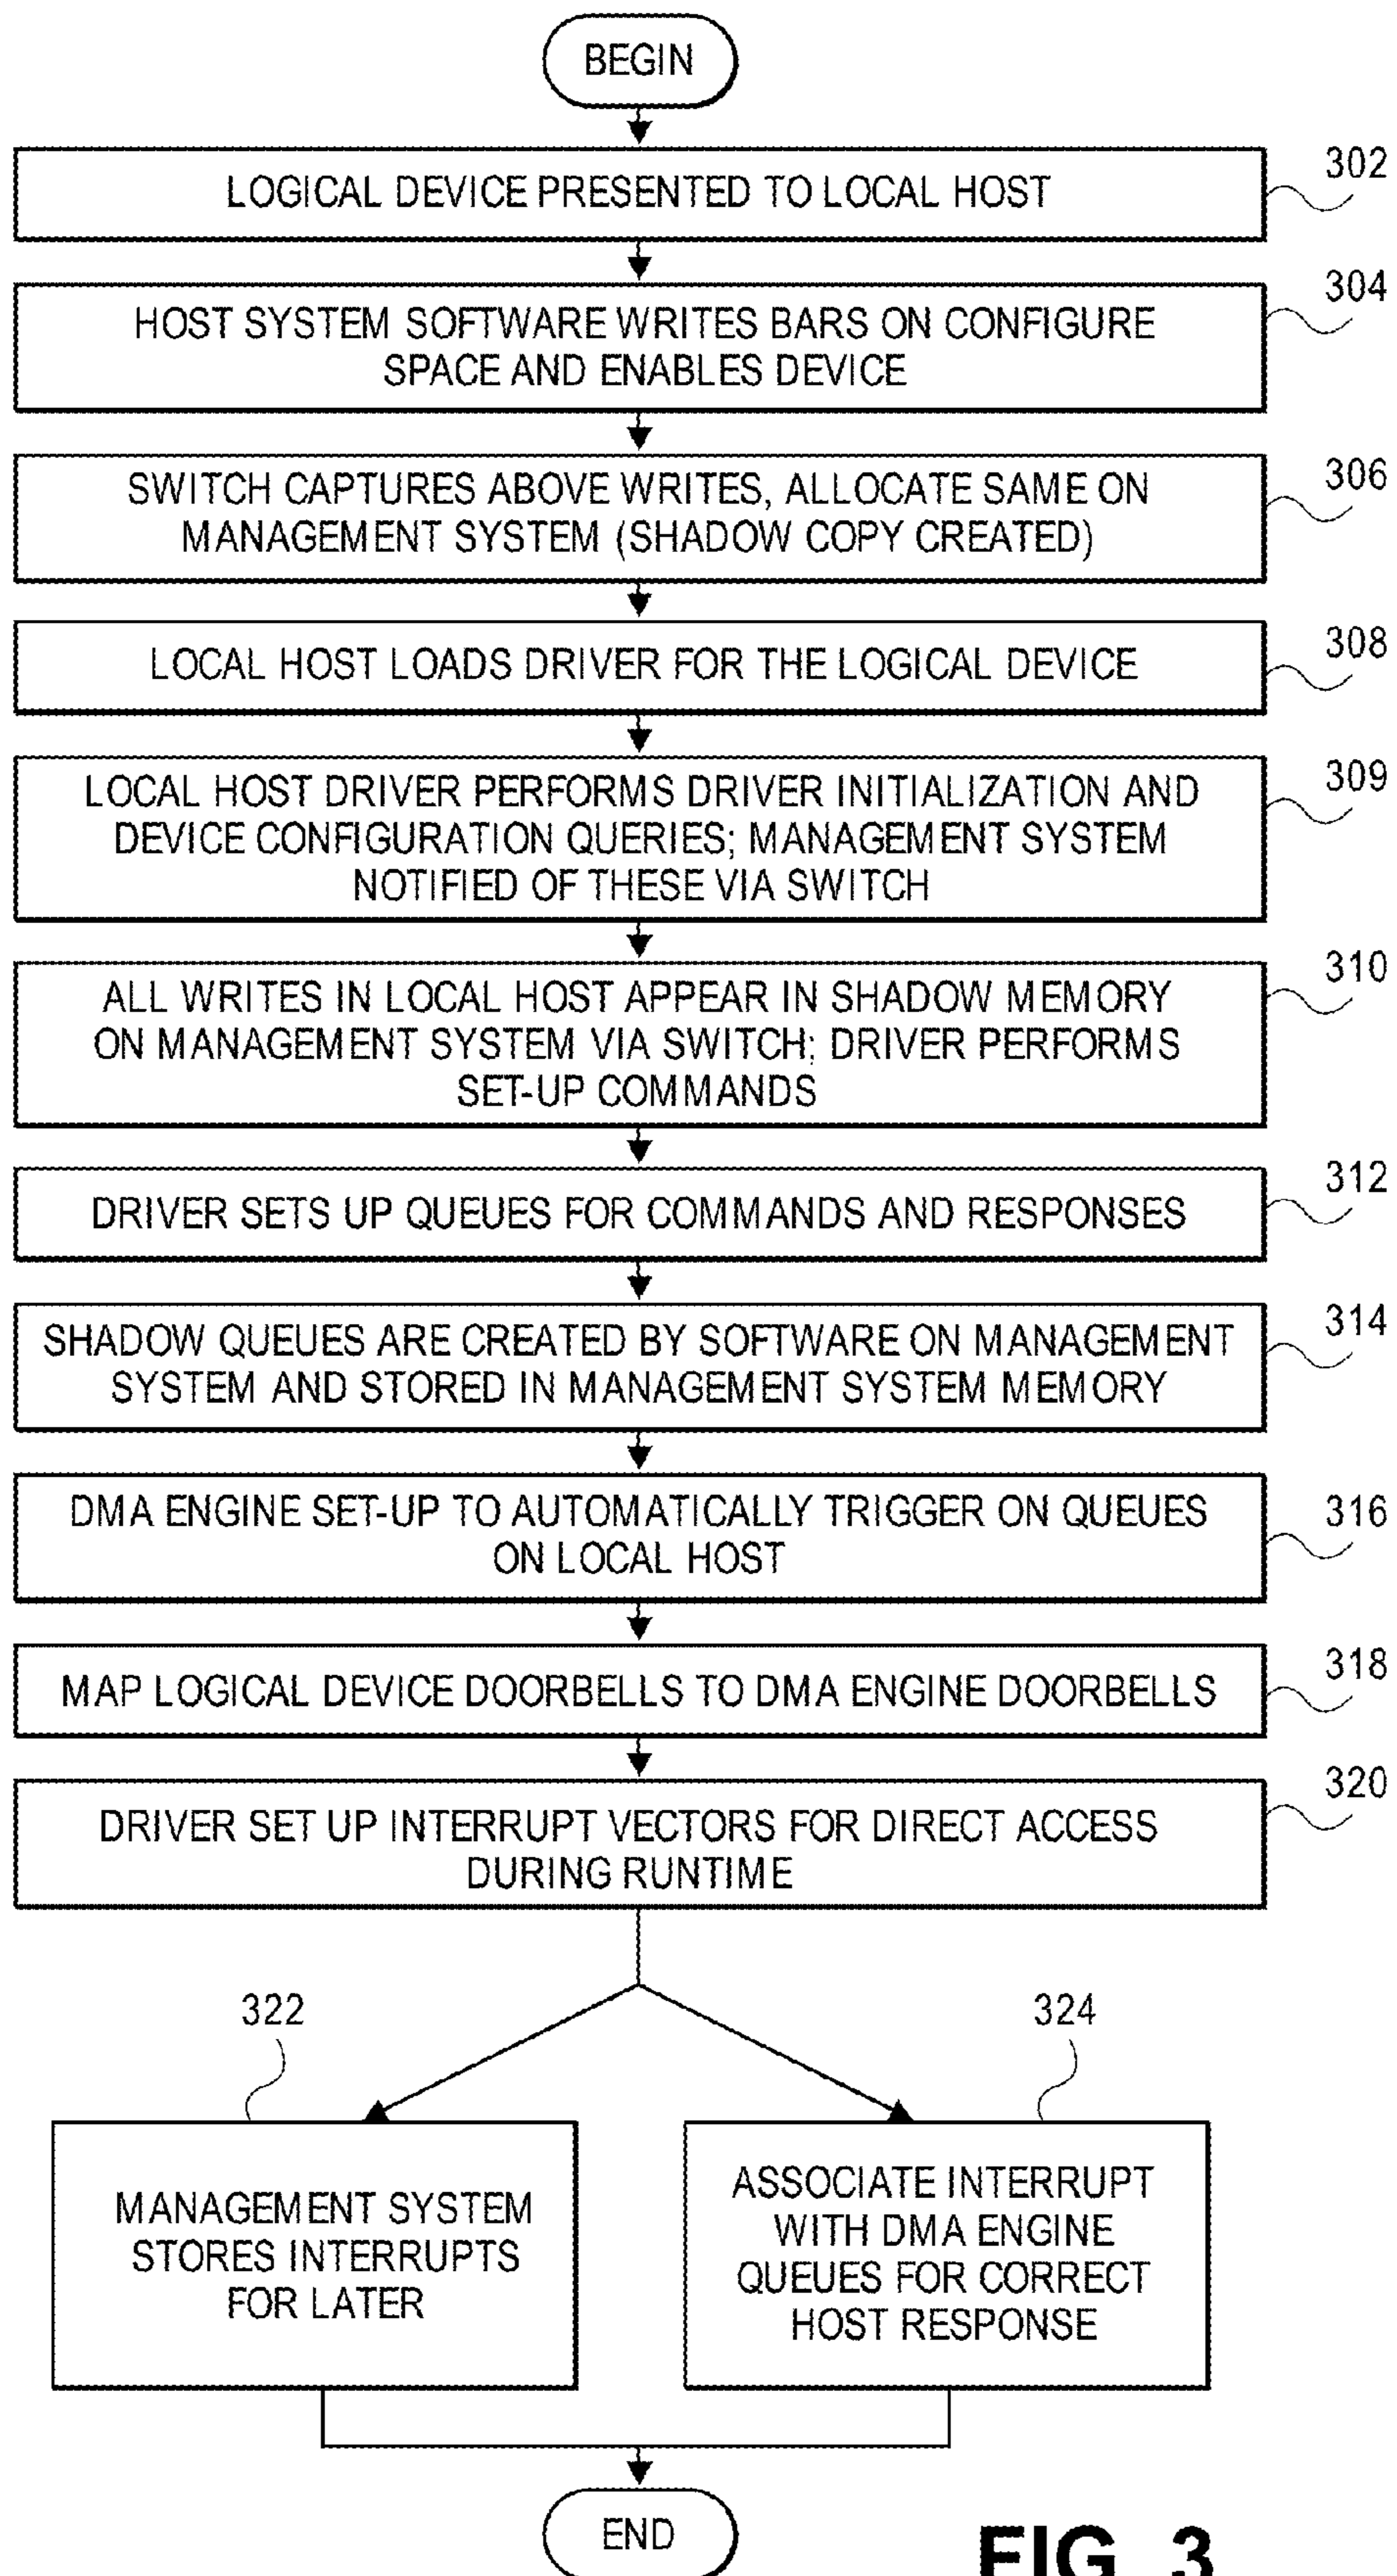 BEGIN
LOGICAL DEVICE PRESENTED TO LOCAL HOST
302
HOST SYSTEM SOFTWARE WRITES BARS ON CONFIGURE
SPACE AND ENABLES DEVICE
304
SWITCH CAPTURES ABOVE WRITES, ALLOCATE SAME ON
MANAGEMENT SYSTEM (SHADOW COPY CREATED)
306
LOCAL HOST LOADS DRIVER FOR THE LOGICAL DEVICE
308
LOCAL HOST DRIVER PERFORMS DRIVER INITIALIZATION AND
DEVICE CONFIGURATION QUERIES; MANAGEMENT SYSTEM
NOTIFIED OF THESE VIA SWITCH
309
ALL WRITES IN LOCAL HOST APPEAR IN SHADOW MEMORY
ON MANAGEMENT SYSTEM VIA SWITCH; DRIVER PERFORMS
SET-UP COMMANDS
310
DRIVER SETS UP QUEUES FOR COMMANDS AND RESPONSES
312
SHADOW QUEUES ARE CREATED BY SOFTWARE ON MANAGEMENT
SYSTEM AND STORED IN MANAGEMENT SYSTEM MEMORY
314
DMA ENGINE SET-UP TO AUTOMATICALLY TRIGGER ON QUEUES
ON LOCAL HOST
316
MAP LOGICAL DEVICE DOORBELLS TO DMA ENGINE DOORBELLS
318
DRIVER SET UP INTERRUPT VECTORS FOR DIRECT ACCESS
DURING RUNTIME
320
322
MANAGEMENT SYSTEM
STORES INTERRUPTS
FOR LATER
324
ASSOCIATE INTERRUPT
WITH DMA ENGINE
QUEUES FOR CORRECT
HOST RESPONSE
END
FIG. 3